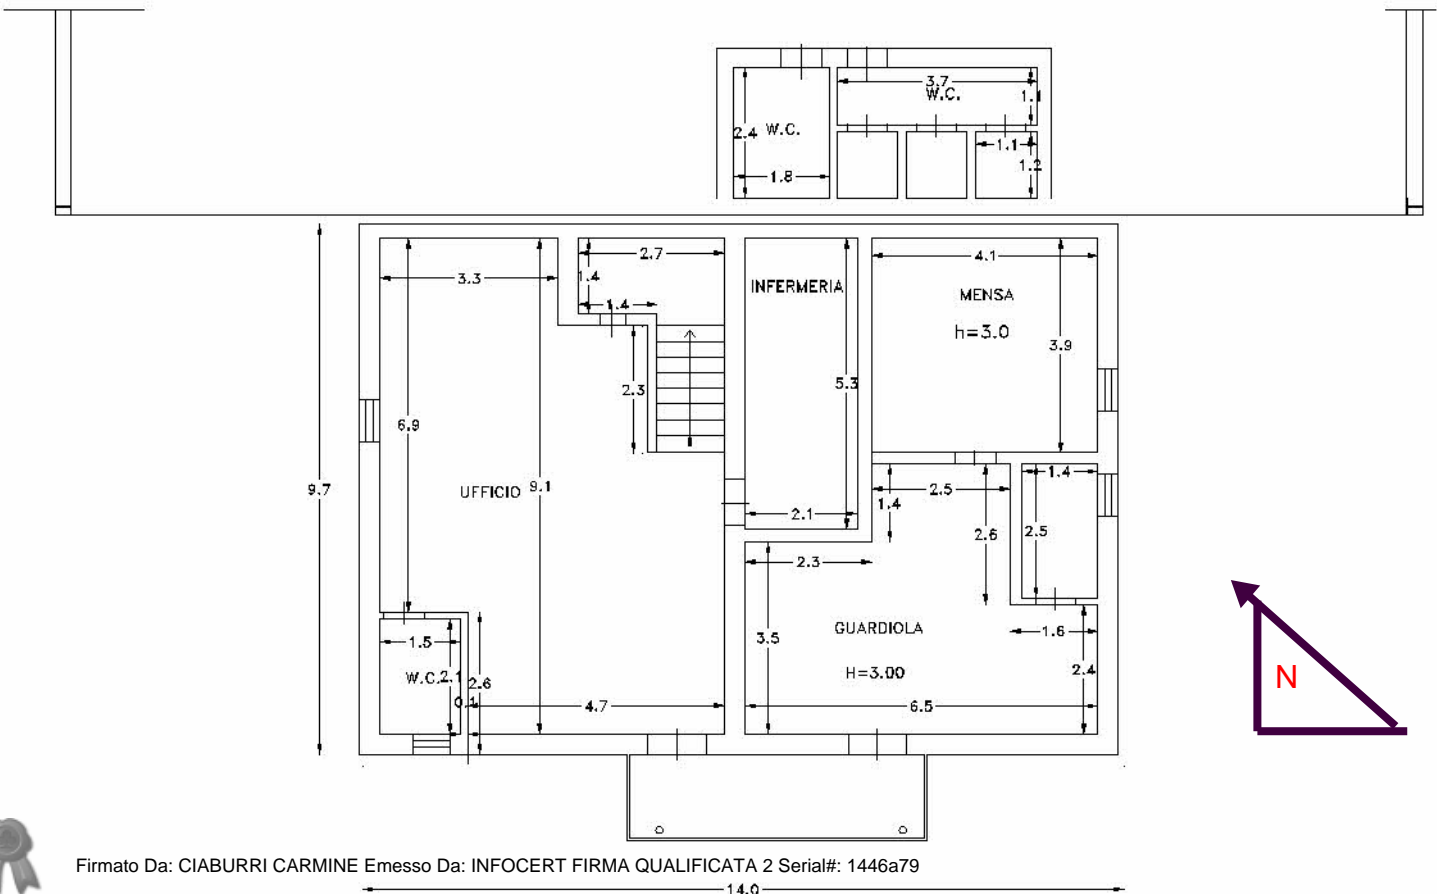 3.7
W.C.
1.1
2.4 W.C.
1.1
1.2
1.8
2.7
4.1
1.4
3.3
INFERMERIA
MENSA
1.4
h=3.0
3.9
2.3
5.3
6.9
9.7
UFFICIO 9.1
1.4
2.5
1.4
2.1
2.6
2.5
2.3
GUARDIOLA
1.6
3.5
1.5
2.4
W.C. 2.1
2.6
H=3.00
N
0.1
4.7
6.5
Firmato Da: CIABURRI CARMINE Emesso Da: INFOCERT FIRMA QUALIFICATA 2 Serial#: 1446a79
14.0